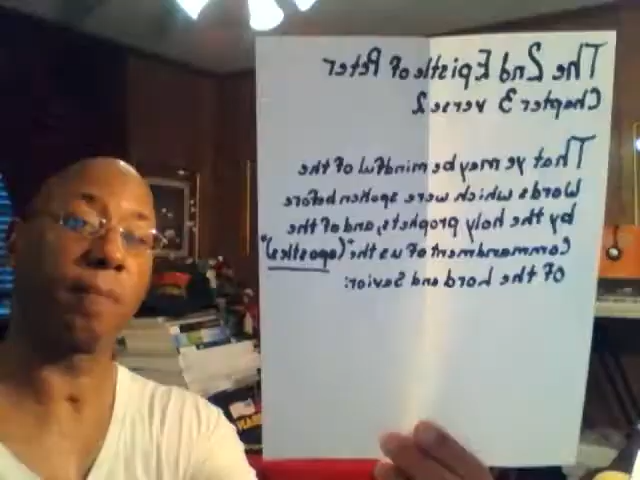 The 2nd Epistle of Peter
Chapter 3 verse 2
That ye may be mindful of the
Words which were spoken before
by the holy prophets, and of the
Commandment of us the "(apostles)"
Of the Lord and Savior: